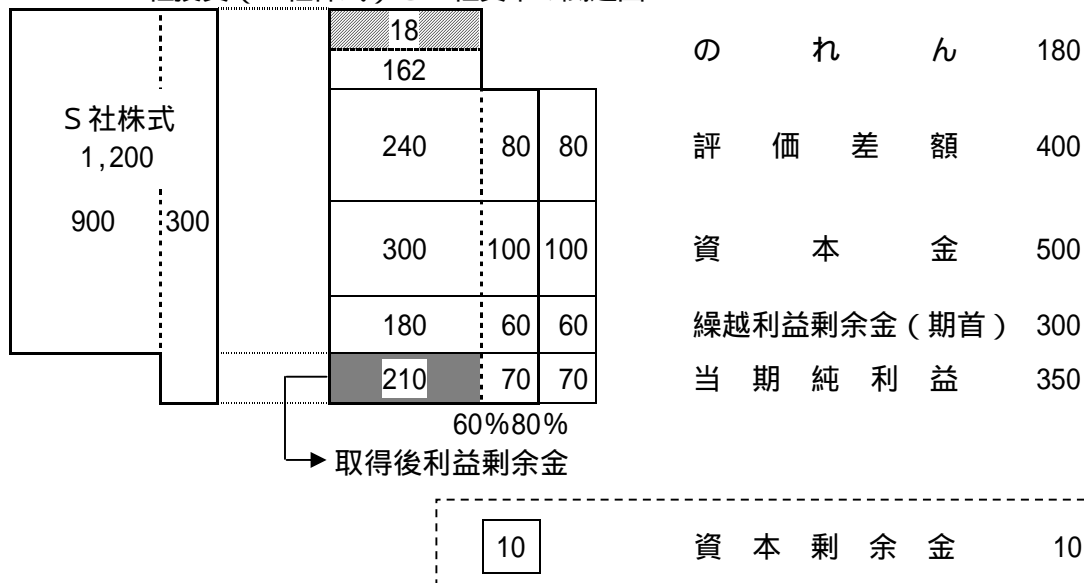 18
のれん 180
162
S社株式
1,200
240 80 80 評価差額 400
900 300
300 100 100 資本金 500
180 60 60 繰越利益剰余金(期首) 300
210 70 70 当期純利益 350
60%80%
取得後利益剰余金
10 資本剰余金 10